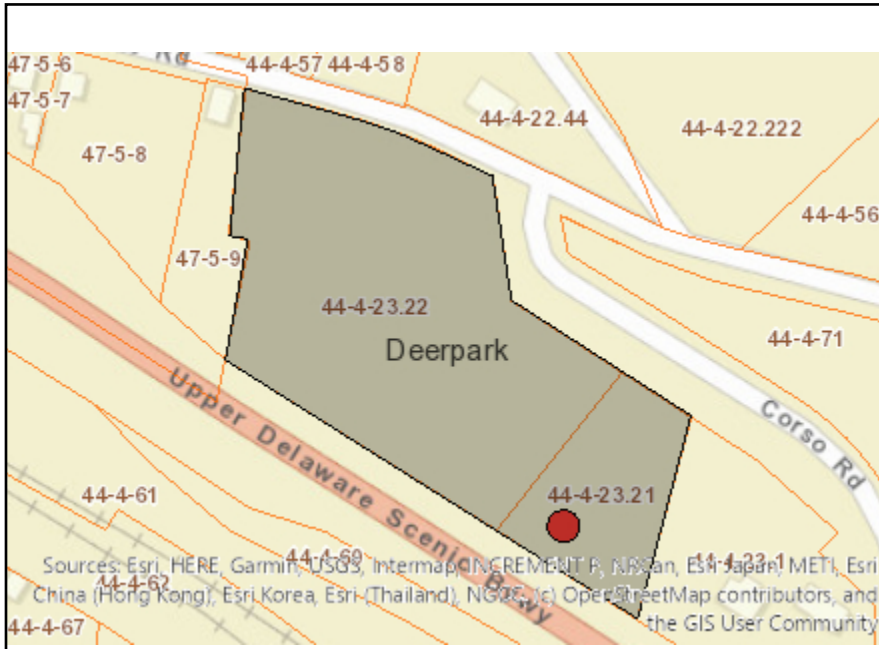 Rd
47-5-6
44-4-57 44-4-58
47-5-7
44-4-22.44
44-4-22.222
47-5-8
44-4-56
47-5-9
44-4-23.22
44-4-71
Deerpark
Upper Delaware Scenic Bywy
Corso Rd
44-4-61
44-4-23.21
44-4-69
44-4-23.1
44-4-62
44-4-67
Sources: Esri, HERE, Garmin, USGS, Intermap, INCREMENT P, NRCan, Esri Japan, METI, Esri
China (Hong Kong), Esri Korea, Esri (Thailand), NGCC, (c) OpenStreetMap contributors, and
the GIS User Community